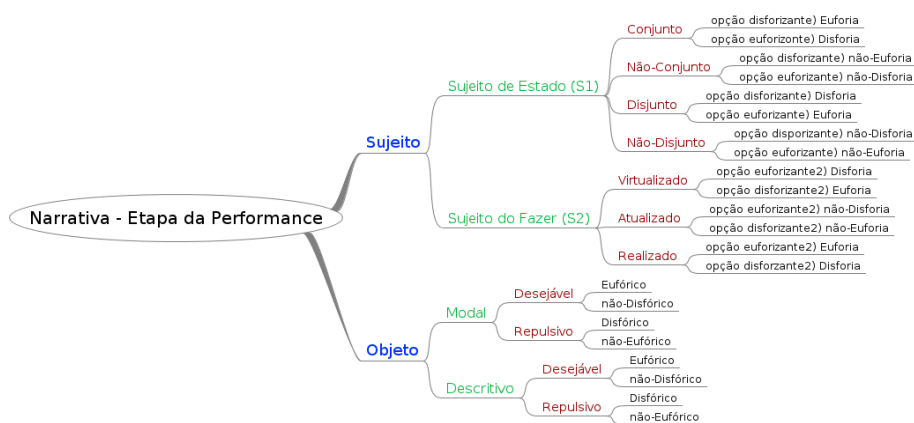 Narrativa - Etapa da Performance
Sujeito
Sujeito de Estado (S1)
Conjunto
opção disforizante) Euforia
opção euforizonte) Disforia
Não-Conjunto
opção disforizante) não-Euforia
opção euforizante) não-Disforia
Disjunto
opção disforizante) Disforia
opção euforizante) Euforia
Não-Disjunto
opção disporizante) não-Disforia
opção euforizante) não-Euforia
Sujeito do Fazer (S2)
Virtualizado
opção euforizante2) Disforia
opção disforizante2) Euforia
Atualizado
opção euforizante2) não-Disforia
opção disforizante2) não-Euforia
Realizado
opção euforizante2) Euforia
opção disforzante2) Disforia
Objeto
Modal
Desejável
Eufórico
não-Disfórico
Repulsivo
Disfórico
não-Eufórico
Descritivo
Desejável
Eufórico
não-Disfórico
Repulsivo
Disfórico
não-Eufórico